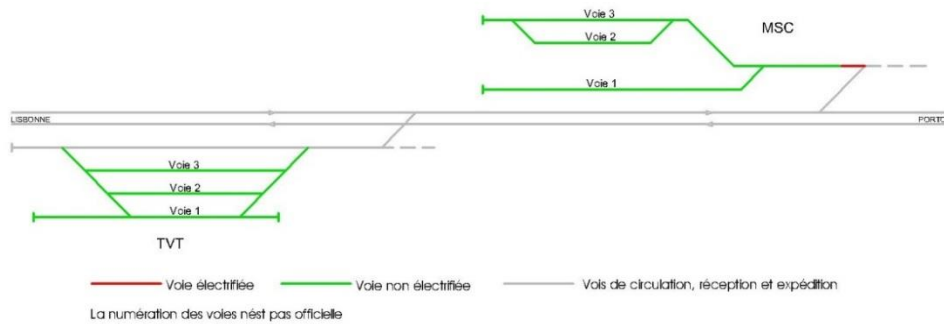 Voie 3
MSC
Voie 2
Voie 1
LISBONNE
PORTO
Voie 3
Voie 2
Voie 1
TVT
Voie électrifiée
Voie non électrifiée
Vois de circulation, réception et expédition
La numération des voies nést pas officielle